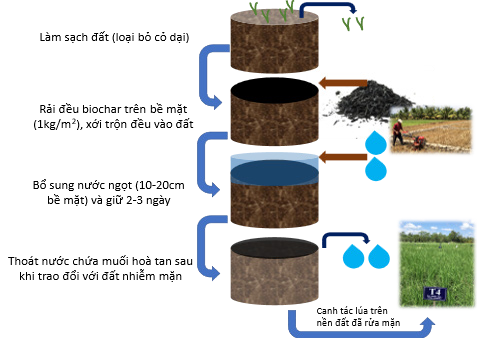 Làm sạch đất (loại bỏ cỏ dại)
Rải đều biochar trên bề mặt
(1kg/m²), xới trộn đều vào đất
Bổ sung nước ngọt (10-20cm
bề mặt) và giữ 2-3 ngày
Thoát nước chứa muối hoà tan sau
khi trao đổi với đất nhiễm mặn
T4
Canh tác lúa trên
nền đất đã rửa mặn